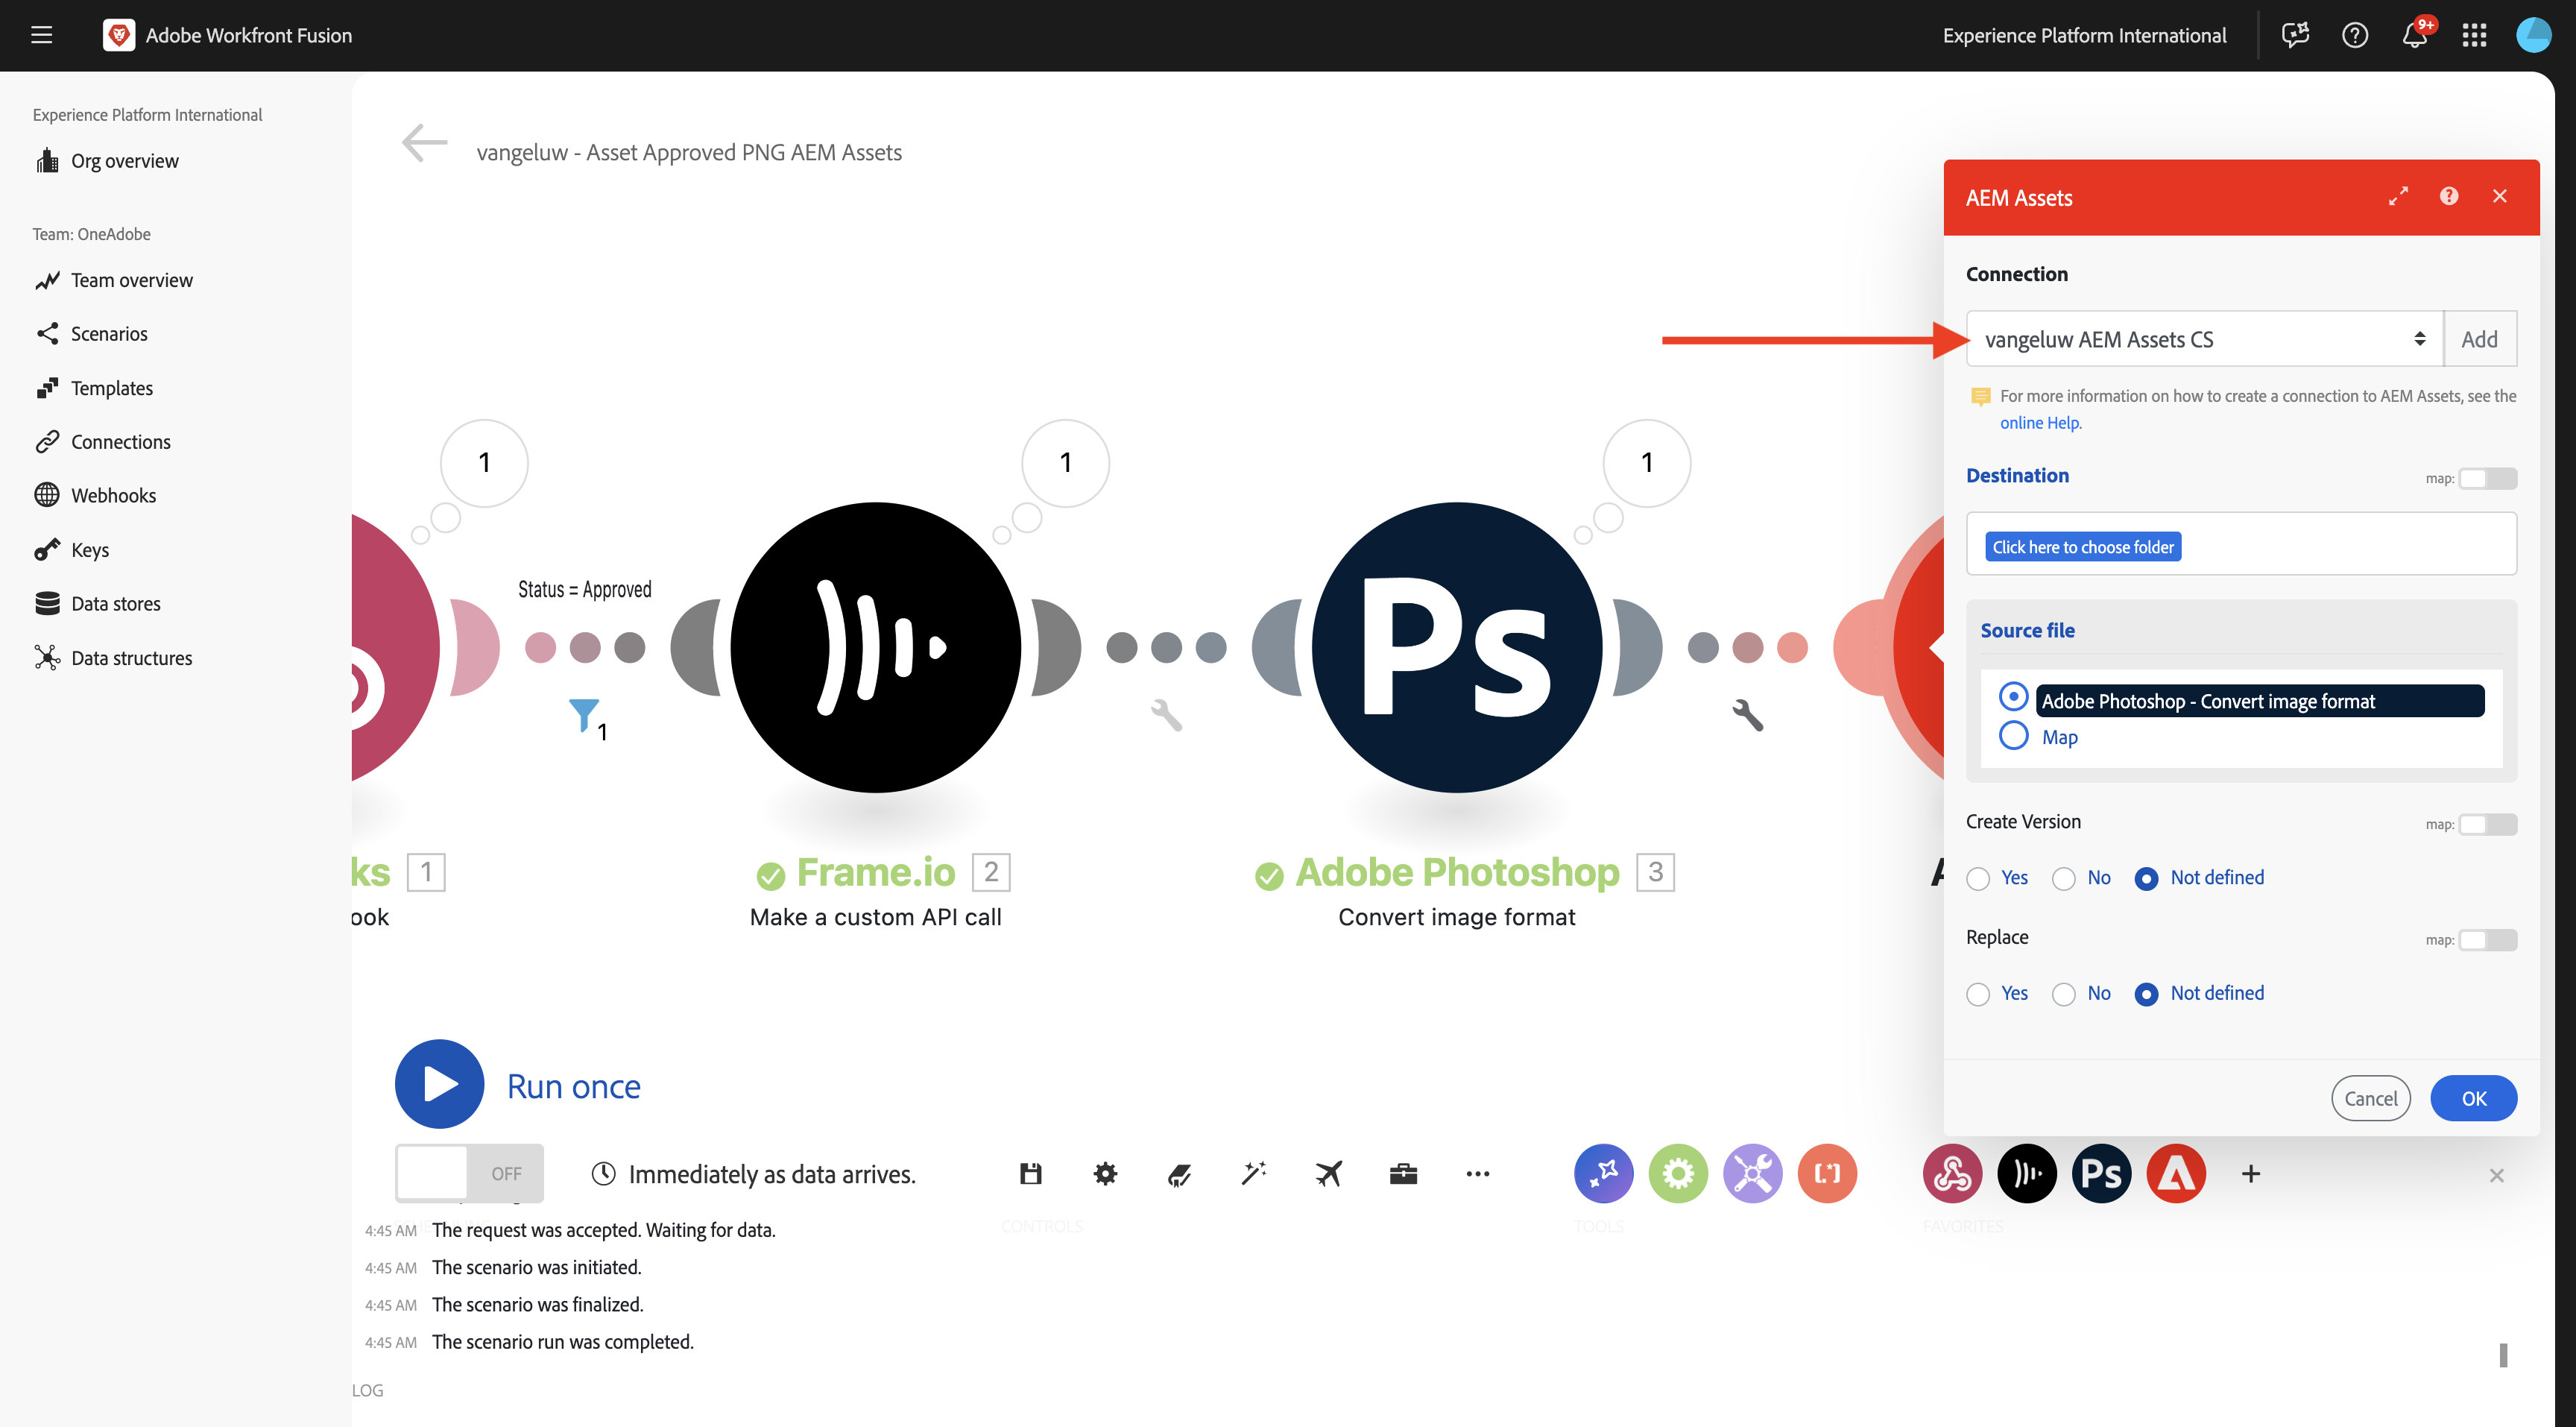 Adobe Workfront Fusion
Experience Platform International
9+
Experience Platform International
Org overview
Team: OneAdobe
Team overview
Scenarios
Templates
Connections
Webhooks
Keys
Data stores
Data structures
vangeluw - Asset Approved PNG AEM Assets
1
1
1
Status = Approved
1
Ps
ks 1
ook
Frame.io 2
Make a custom API call
Adobe Photoshop 3
Convert image format
A
AEM Assets
Connection
vangeluw AEM Assets CS
Add
For more information on how to create a connection to AEM Assets, see the
online Help.
Destination
map:
Click here to choose folder
Source file
Adobe Photoshop - Convert image format
Map
Create Version
map:
Yes No Not defined
Replace
map:
Yes No Not defined
Cancel
OK
Run once
OFF
Immediately as data arrives.
Ps
CONTROLS
TOOLS
FAVORITES
4:45 AM The request was accepted. Waiting for data.
4:45 AM The scenario was initiated.
4:45 AM The scenario was finalized.
4:45 AM The scenario run was completed.
LOG